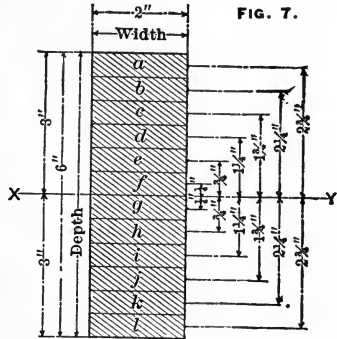 FIG. 7.
2"
Width
a
b
c
d
e
f
g
h
i
j
k
l
3"
3"
6"
Depth
X
Y
¼"
¾"
1¼"
1¾"
2¼"
2¾"
¼"
¾"
1¼"
1¾"
2¼"
2¾"